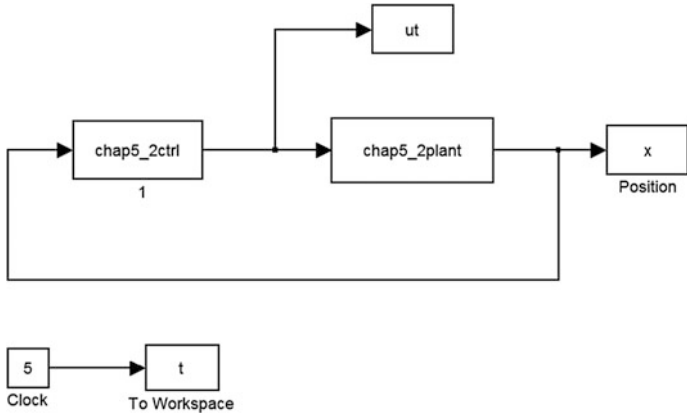 ut
chap5_2ctrl
chap5_2plant
x
1
Position
5
t
Clock
To Workspace